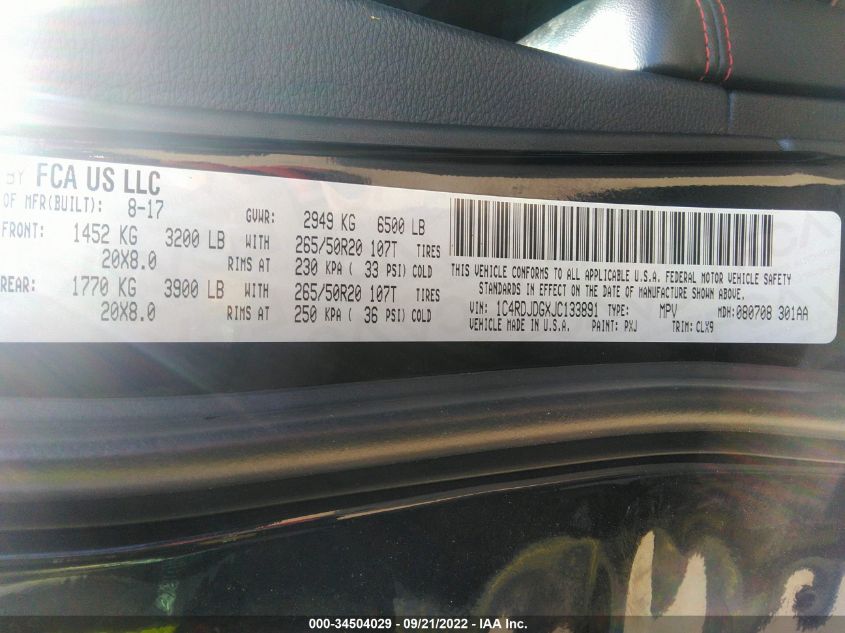 BY FCA US LLC
OF MFR(BUILT): 8-17 GVWR: 2949 KG 6500 LB
FRONT: 1452 KG 3200 LB WITH 265/50R20 107T TIRES
20X8.0 RIMS AT 230 KPA ( 33 PSI) COLD
REAR: 1770 KG 3900 LB WITH 265/50R20 107T TIRES
20X8.0 RIMS AT 250 KPA ( 36 PSI) COLD
THIS VEHICLE CONFORMS TO ALL APPLICABLE U.S.A. FEDERAL MOTOR VEHICLE SAFETY
STANDARDS IN EFFECT ON THE DATE OF MANUFACTURE SHOWN ABOVE.
VIN: 1C4RDJDGXJC133891 TYPE: MPV MDH:080708 301AA
VEHICLE MADE IN U.S.A. PAINT: PXJ TRIM: CLX9
000-34504029 - 09/21/2022 - IAA Inc.